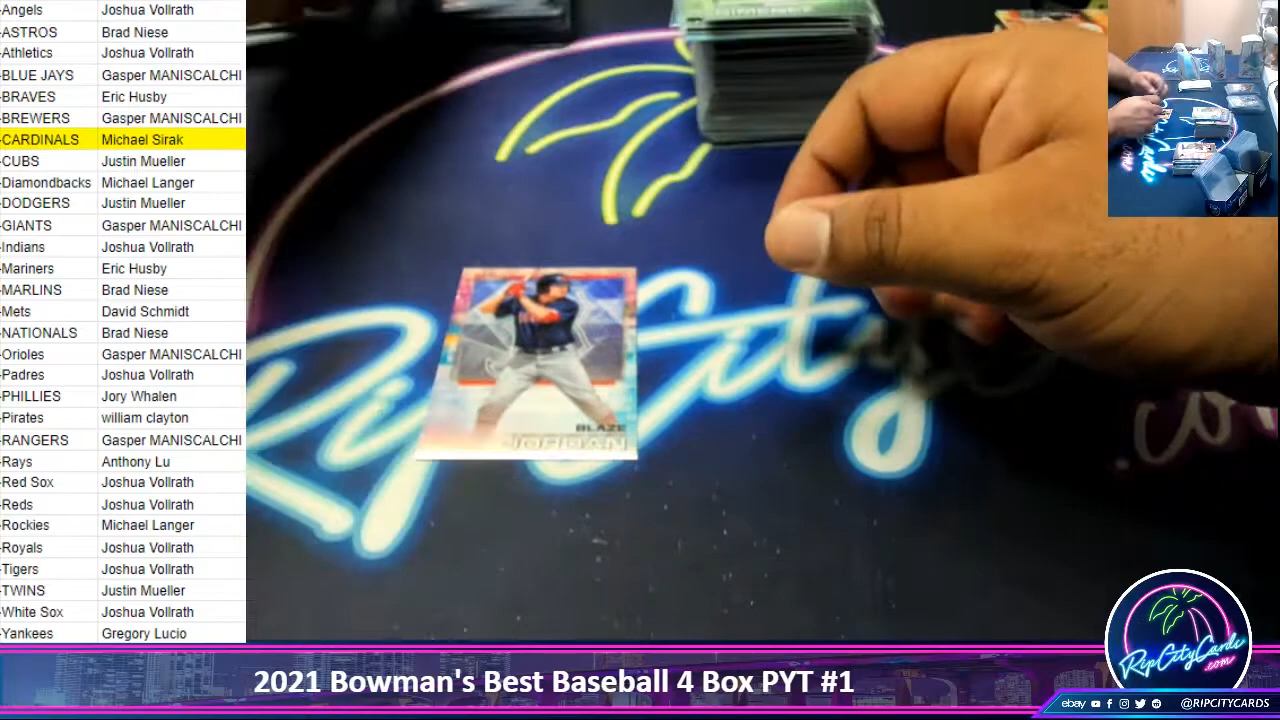 -Angels Joshua Vollrath
-ASTROS Brad Niese
-Athletics Joshua Vollrath
-BLUE JAYS Gasper MANISCALCHI
-BRAVES Eric Husby
-BREWERS Gasper MANISCALCHI
-CARDINALS Michael Sirak
-CUBS Justin Mueller
-Diamondbacks Michael Langer
-DODGERS Justin Mueller
-GIANTS Gasper MANISCALCHI
-Indians Joshua Vollrath
-Mariners Eric Husby
-MARLINS Brad Niese
-Mets David Schmidt
-NATIONALS Brad Niese
-Orioles Gasper MANISCALCHI
-Padres Joshua Vollrath
-PHILLIES Jory Whalen
-Pirates william clayton
-RANGERS Gasper MANISCALCHI
-Rays Anthony Lu
-Red Sox Joshua Vollrath
-Reds Joshua Vollrath
-Rockies Michael Langer
-Royals Joshua Vollrath
-Tigers Joshua Vollrath
-TWINS Justin Mueller
-White Sox Joshua Vollrath
-Yankees Gregory Lucio
Rip City
.co
BLAZE
JORDAN
2021 Bowman's Best Baseball 4 Box PYT #1
RipCityCards
.com
ebay @RIPCITYCARDS